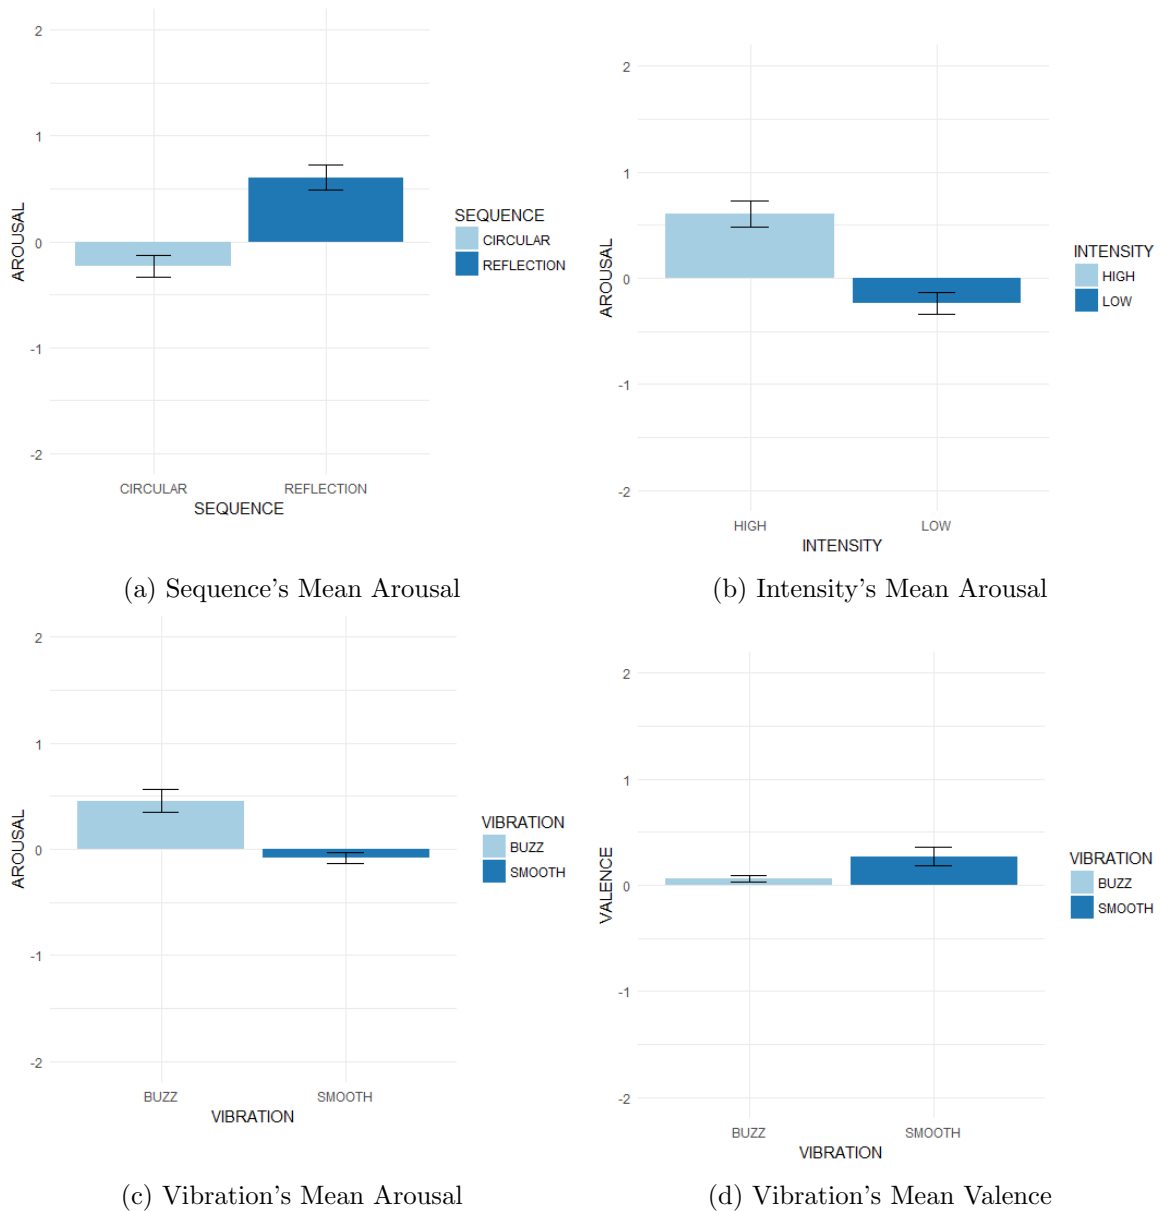 2
1
0
-1
-2
AROUSAL
CIRCULAR REFLECTION
SEQUENCE
SEQUENCE
CIRCULAR
REFLECTION
(a) Sequence's Mean Arousal
2
1
0
-1
-2
AROUSAL
HIGH LOW
INTENSITY
INTENSITY
HIGH
LOW
(b) Intensity's Mean Arousal
2
1
0
-1
-2
AROUSAL
BUZZ SMOOTH
VIBRATION
VIBRATION
BUZZ
SMOOTH
(c) Vibration's Mean Arousal
2
1
0
-1
-2
VALENCE
BUZZ SMOOTH
VIBRATION
VIBRATION
BUZZ
SMOOTH
(d) Vibration's Mean Valence